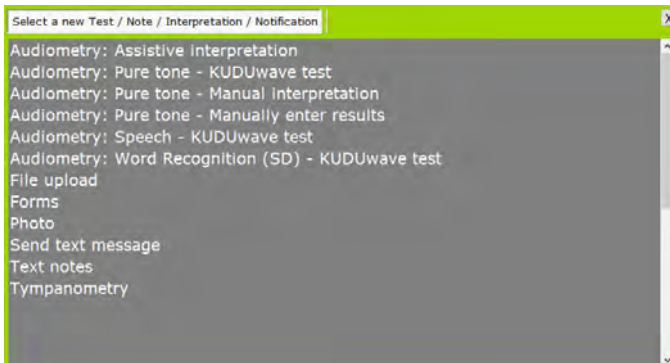 Select a new Test / Note / Interpretation / Notification
X
Audiometry: Assistive interpretation
Audiometry: Pure tone - KUDUwave test
Audiometry: Pure tone - Manual interpretation
Audiometry: Pure tone - Manually enter results
Audiometry: Speech - KUDUwave test
Audiometry: Word Recognition (SD) - KUDUwave test
File upload
Forms
Photo
Send text message
Text notes
Tympanometry